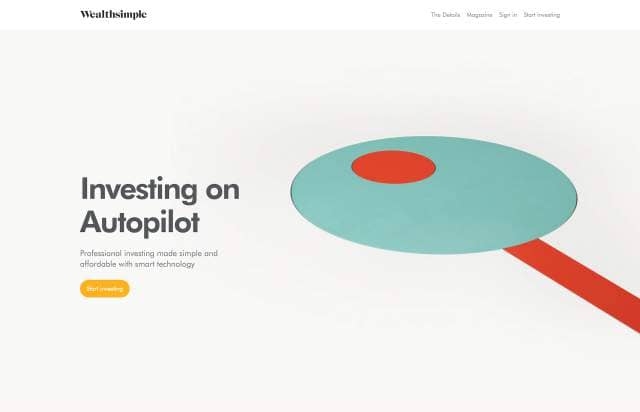 Wealthsimple
The Details Magazine Sign in Start investing
Investing on
Autopilot
Professional investing made simple and
affordable with smart technology
Start investing